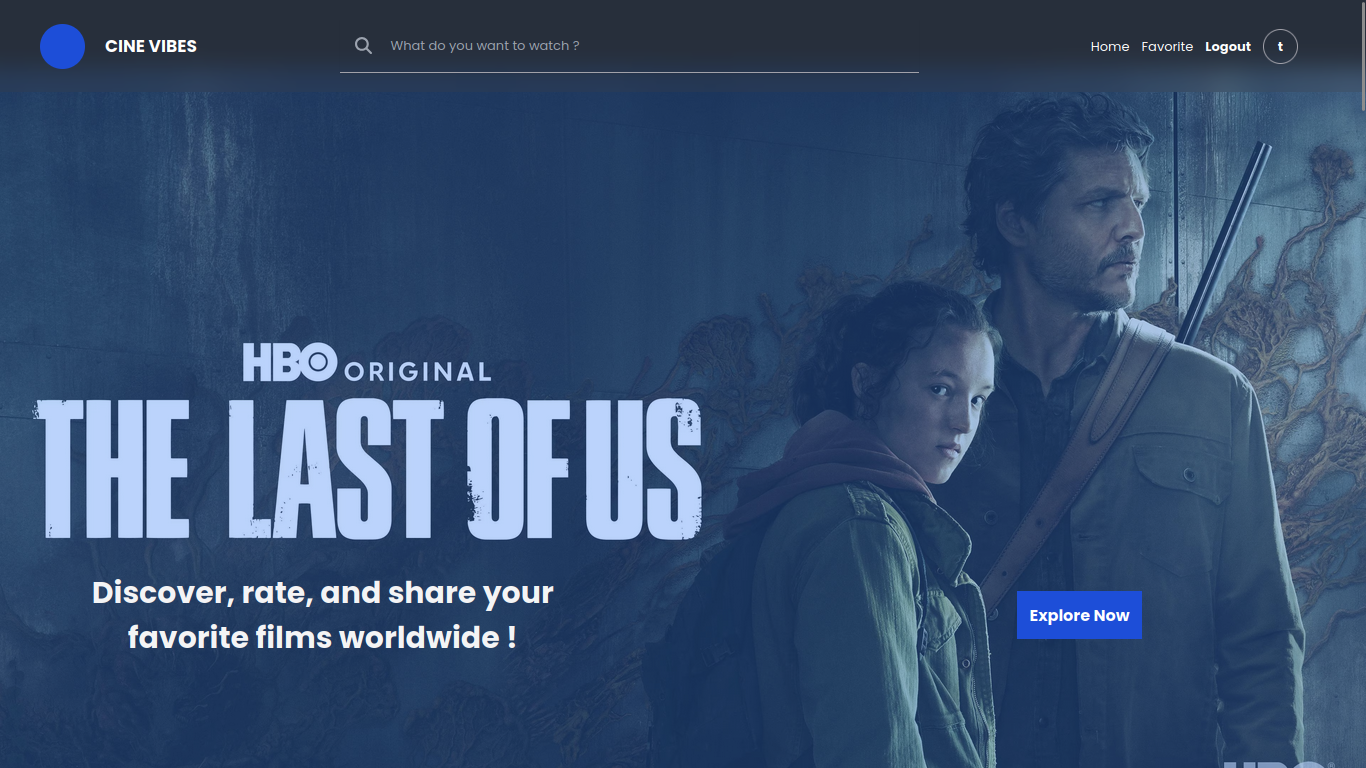 CINE VIBES
What do you want to watch ?
Home Favorite Logout t
HBO ORIGINAL
THE LAST OF US
Discover, rate, and share your
favorite films worldwide !
Explore Now
HBO